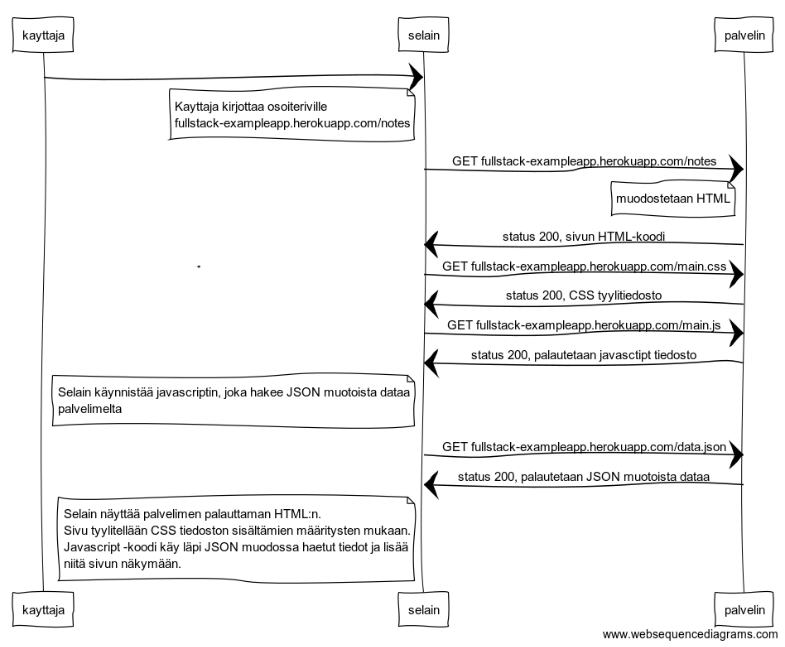 kayttaja
selain
palvelin
Kayttaja kirjottaa osoiteriville
fullstack-exampleapp.herokuapp.com/notes
GET fullstack-exampleapp.herokuapp.com/notes
muodostetaan HTML
status 200, sivun HTML-koodi
GET fullstack-exampleapp.herokuapp.com/main.css
status 200, CSS tyylitiedosto
GET fullstack-exampleapp.herokuapp.com/main.js
status 200, palautetaan javasctipt tiedosto
Selain käynnistää javascriptin, joka hakee JSON muotoista dataa
palvelimelta
GET fullstack-exampleapp.herokuapp.com/data.json
status 200, palautetaan JSON muotoista dataa
Selain näyttää palvelimen palauttaman HTML:n.
Sivu tyylitellään CSS tiedoston sisältämien määritysten mukaan.
Javascript -koodi käy läpi JSON muodossa haetut tiedot ja lisää
niitä sivun näkymään.
kayttaja
selain
palvelin
www.websequencediagrams.com